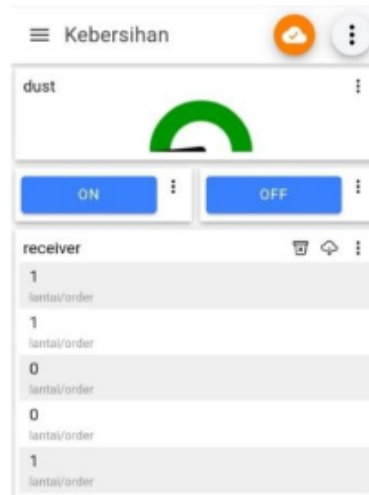 Kebersihan
dust
ON
OFF
receiver
1
lantai/order
1
lantai/order
0
lantai/order
0
lantai/order
1
lantai/order